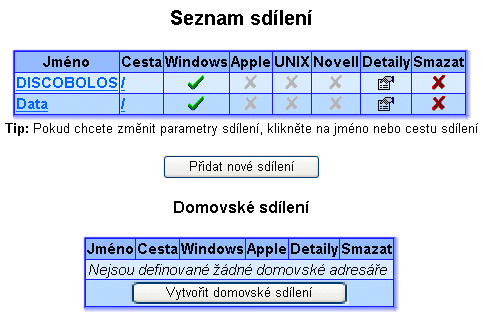 Seznam sdílení
Jméno Cesta Windows Apple UNIX Novell Detaily Smazat
DISCOBOLOS /
Data /
Tip: Pokud chcete změnit parametry sdílení, klikněte na jméno nebo cestu sdílení
Přidat nové sdílení
Domovské sdílení
Jméno Cesta Windows Apple Detaily Smazat
Nejsou definované žádné domovské adresáře
Vytvořit domovské sdílení